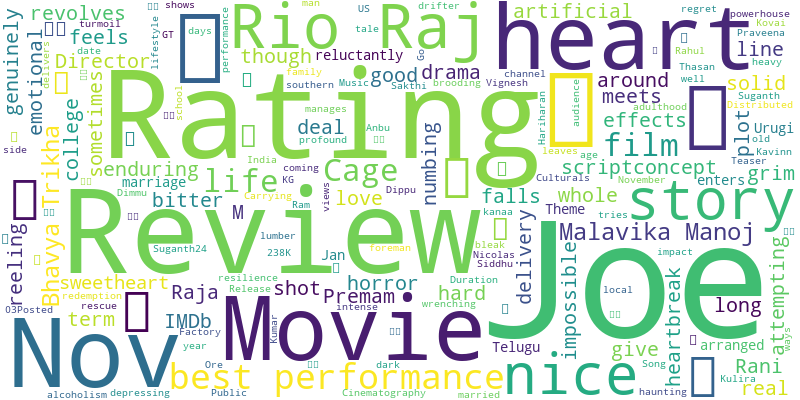 Rio Raj
heart
Rating
Review
Joe
Movie
Nov
story
nice
best performance
life
film
Cage
Malavika Manoj
Bhavya Trikha
Director
revolves
shows
lifestyle
GT
days
performance
man
US
tale
drifter
regret
powerhouse
Kovai
Praveena
heavy
genuinely
emotional
feels
turmoil
date
delivers
though
reluctantly
family
southern
Music
good
drama
Sakthi
Go
brooding
channel
Vignesh
artificial
line
around
meets
Rahul
Thasan
well
solid
Suganth
Distributed
adulthood
side
college
sometimes
school
manages
deal
profound
Anbu
enduring
India
marriage
bitter
Carrying
coming
KG
love
Dippu
numbing
Hariharan
audience
leaves
age
effects
plot
Urugi
old
Kavinn
Teaser
scriptconcept
grim
Culturals
November
enters
reeling
Dimmu
M
Ram
views
falls
whole
Theme
tries
kanaa
delivery
bleak
Nicolas
Siddhu
impossible
heartbreak
impact
long
attempting
ways
Suganth24
lumber
238K
foreman
Jan
horror
resilience
Release
O3Posted
sweetheart
redemption
rescue
term
Raja
shot
Premam
hard
wrenching
Duration
intense
IMDb
Factory
year
Kumar
Telugu
local
give
arranged
Song
haunting
Rani
Kulira
real
Ore
dark
alcoholism
depressing
Public
Cinematography
married